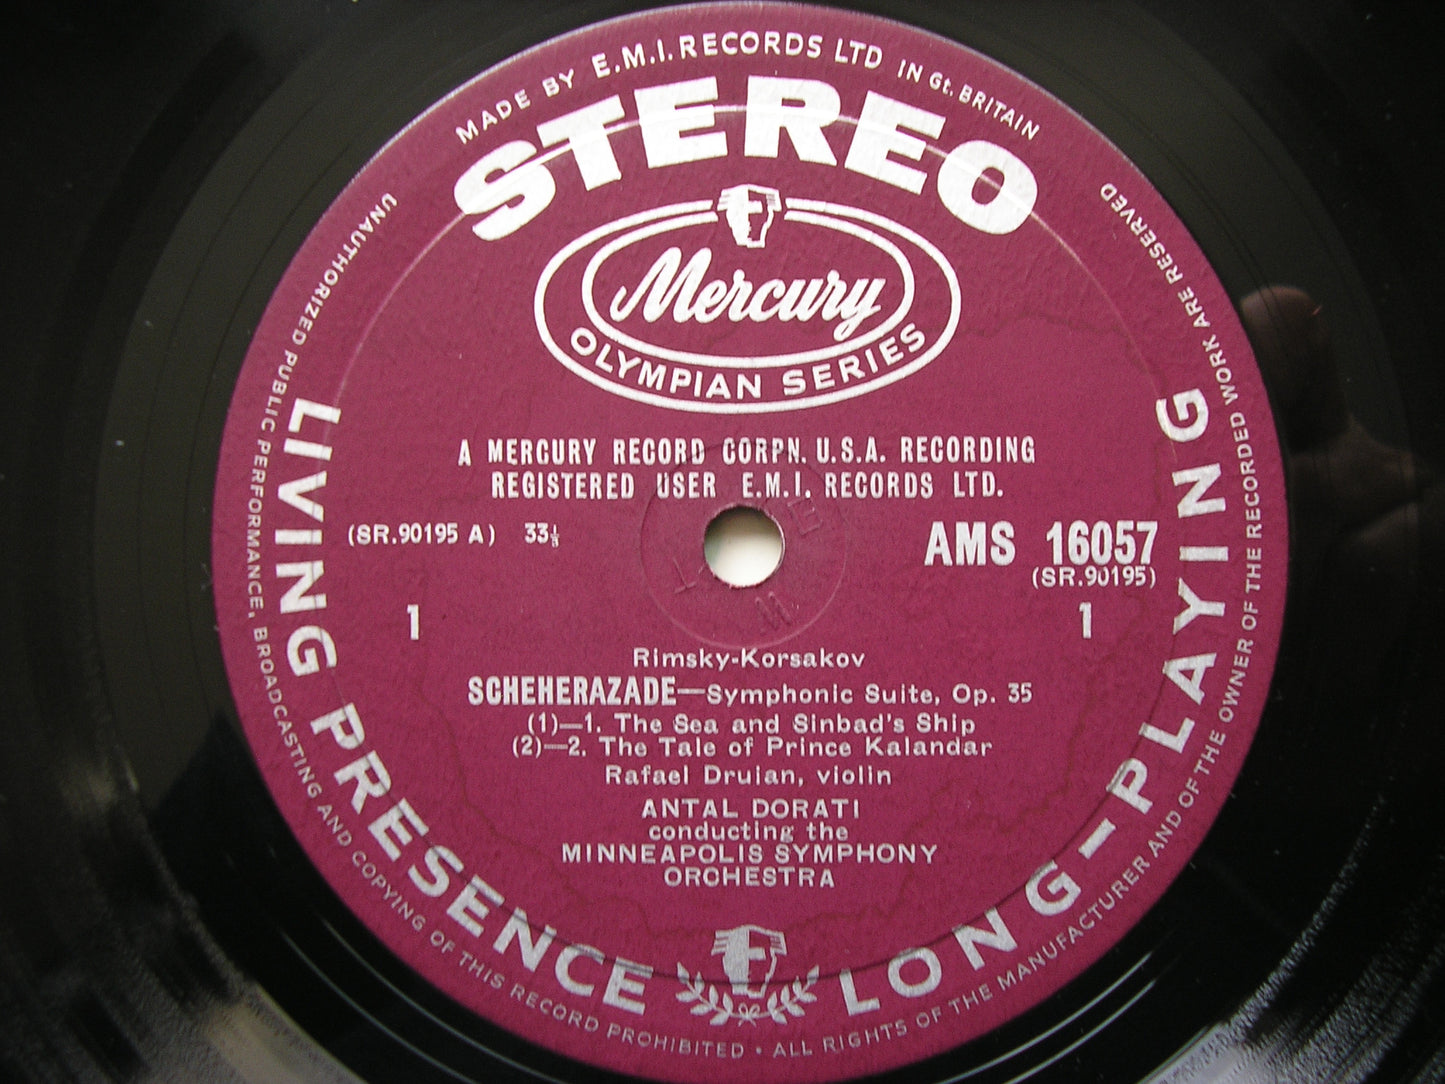 MADE BY E.M.I. RECORDS LTD IN Gt. BRITAIN
STEREO
Mercury
OLYMPIAN SERIES
A MERCURY RECORD CORPN. U.S.A. RECORDING
REGISTERED USER E.M.I. RECORDS LTD.
(SR.90195 A) 33⅓
AMS 16057
(SR.90195)
1 1
Rimsky-Korsakov
SCHEHERAZADE—Symphonic Suite, Op. 35
(1)—1. The Sea and Sinbad's Ship
(2)—2. The Tale of Prince Kalandar
Rafael Druian, violin
ANTAL DORATI
conducting the
MINNEAPOLIS SYMPHONY
ORCHESTRA
LIVING PRESENCE
LONG—PLAYING
UNAUTHORIZED PUBLIC PERFORMANCE, BROADCASTING AND COPYING OF THIS RECORD PROHIBITED • ALL RIGHTS OF THE MANUFACTURER AND OF THE OWNER OF THE RECORDED WORK ARE RESERVED